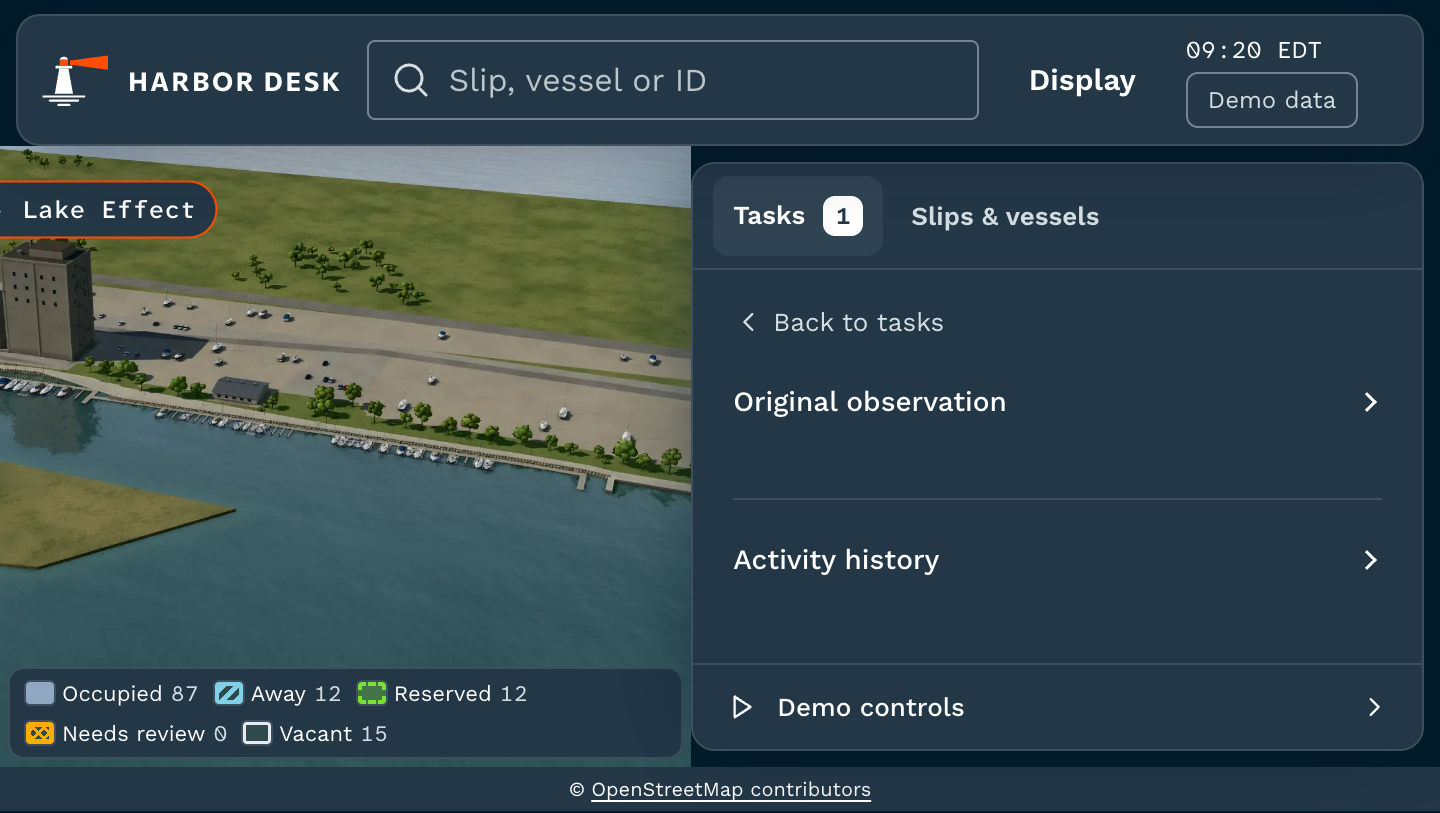 HARBOR DESK
Slip, vessel or ID
Display
09:20 EDT
Demo data
Lake Effect
Tasks 1
Slips & vessels
Back to tasks
Original observation
Activity history
Demo controls
Occupied 87
Away 12
Reserved 12
Needs review 0
Vacant 15
© OpenStreetMap contributors